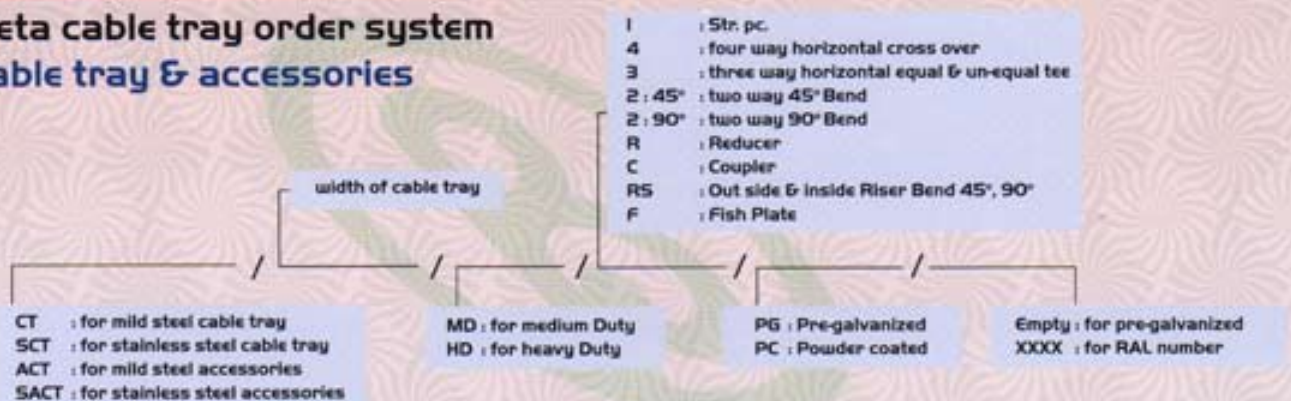 eta cable tray order system
able tray & accessories
1 : Str. pc.
4 : four way horizontal cross over
3 : three way horizontal equal & un-equal tee
2 : 45° : two way 45° Bend
2 : 90° : two way 90° Bend
R : Reducer
C : Coupler
RS : Out side & inside Riser Bend 45°, 90°
F : Fish Plate
width of cable tray
/ / / / /
CT : for mild steel cable tray
SCT : for stainless steel cable tray
ACT : for mild steel accessories
SACT : for stainless steel accessories
MD : for medium Duty
HD : for heavy Duty
PG : Pre-galvanized
PC : Powder coated
Empty : for pre-galvanized
XXXX : for RAL number